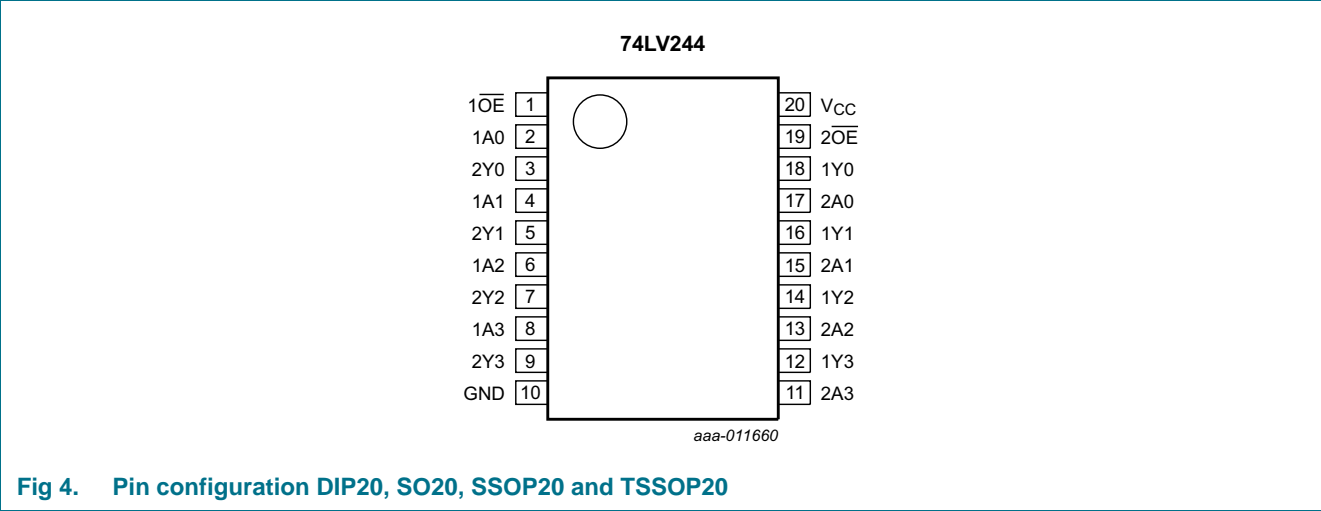 74LV244
1O̅E̅ 1 20 VCC
1A0 2 19 2O̅E̅
2Y0 3 18 1Y0
1A1 4 17 2A0
2Y1 5 16 1Y1
1A2 6 15 2A1
2Y2 7 14 1Y2
1A3 8 13 2A2
2Y3 9 12 1Y3
GND 10 11 2A3
aaa-011660
Fig 4. Pin configuration DIP20, SO20, SSOP20 and TSSOP20